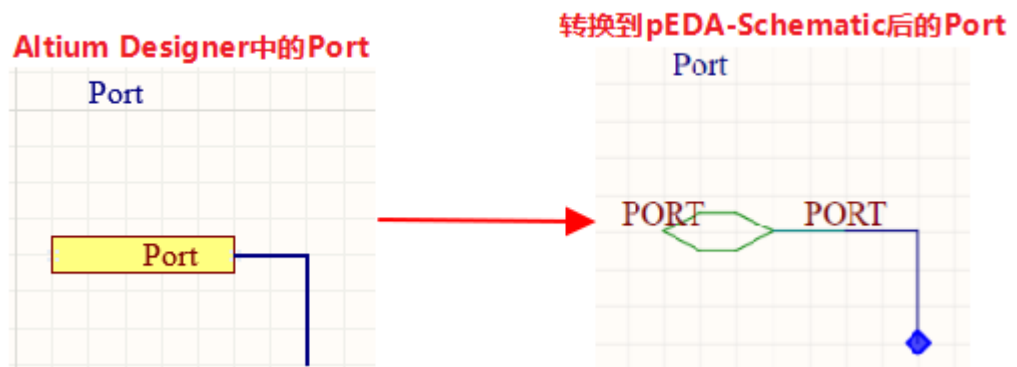 Altium Designer中的Port
Port
Port
转换到pEDA-Schematic后的Port
Port
PORT PORT